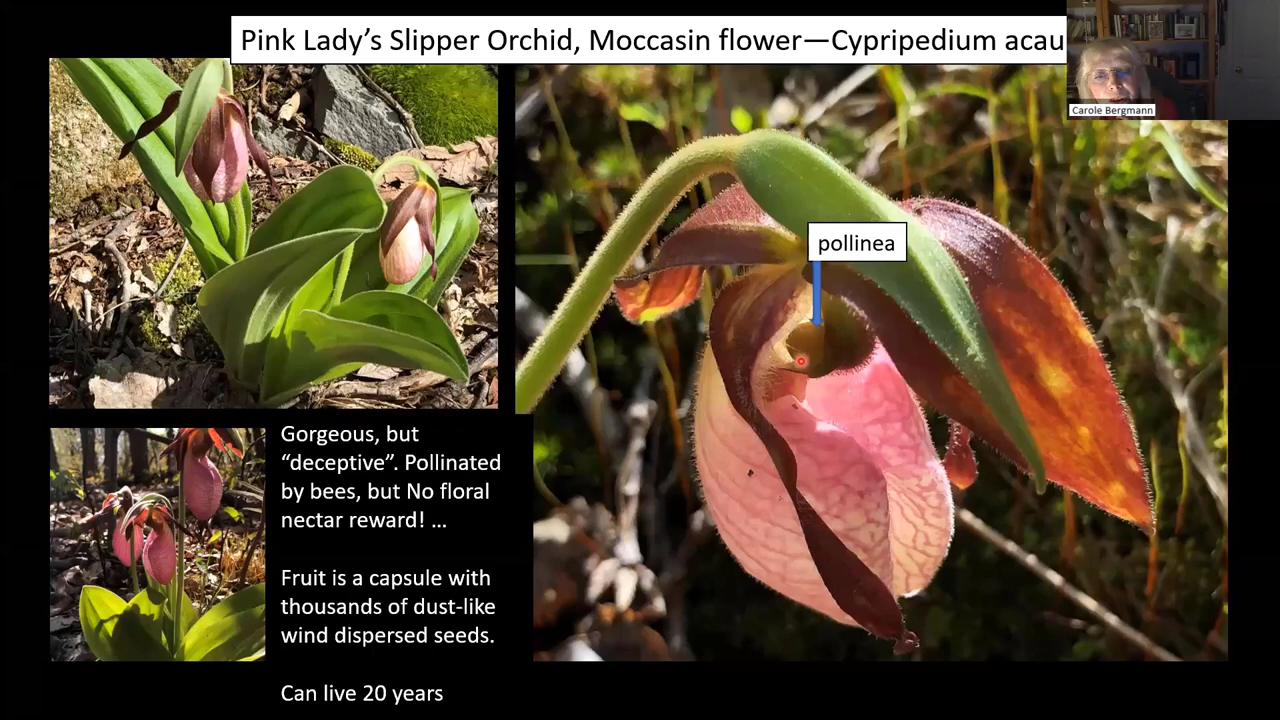 Pink Lady’s Slipper Orchid, Moccasin flower—Cypripedium acau
Carole Bergmann
pollinea
Gorgeous, but
“deceptive”. Pollinated
by bees, but No floral
nectar reward! …
Fruit is a capsule with
thousands of dust-like
wind dispersed seeds.
Can live 20 years